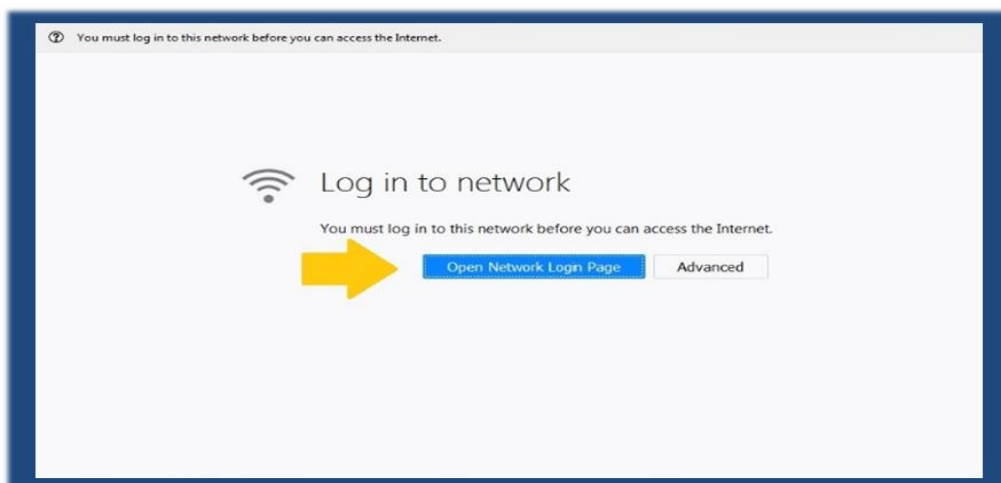 You must log in to this network before you can access the Internet.
Log in to network
You must log in to this network before you can access the Internet.
Open Network Login Page
Advanced